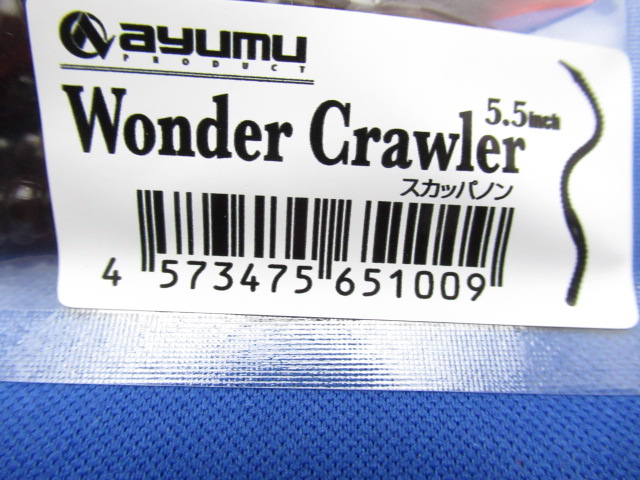 ayumu
PRODUCT
Wonder Crawler 5.5inch
スカッパノン
4 573475 651009